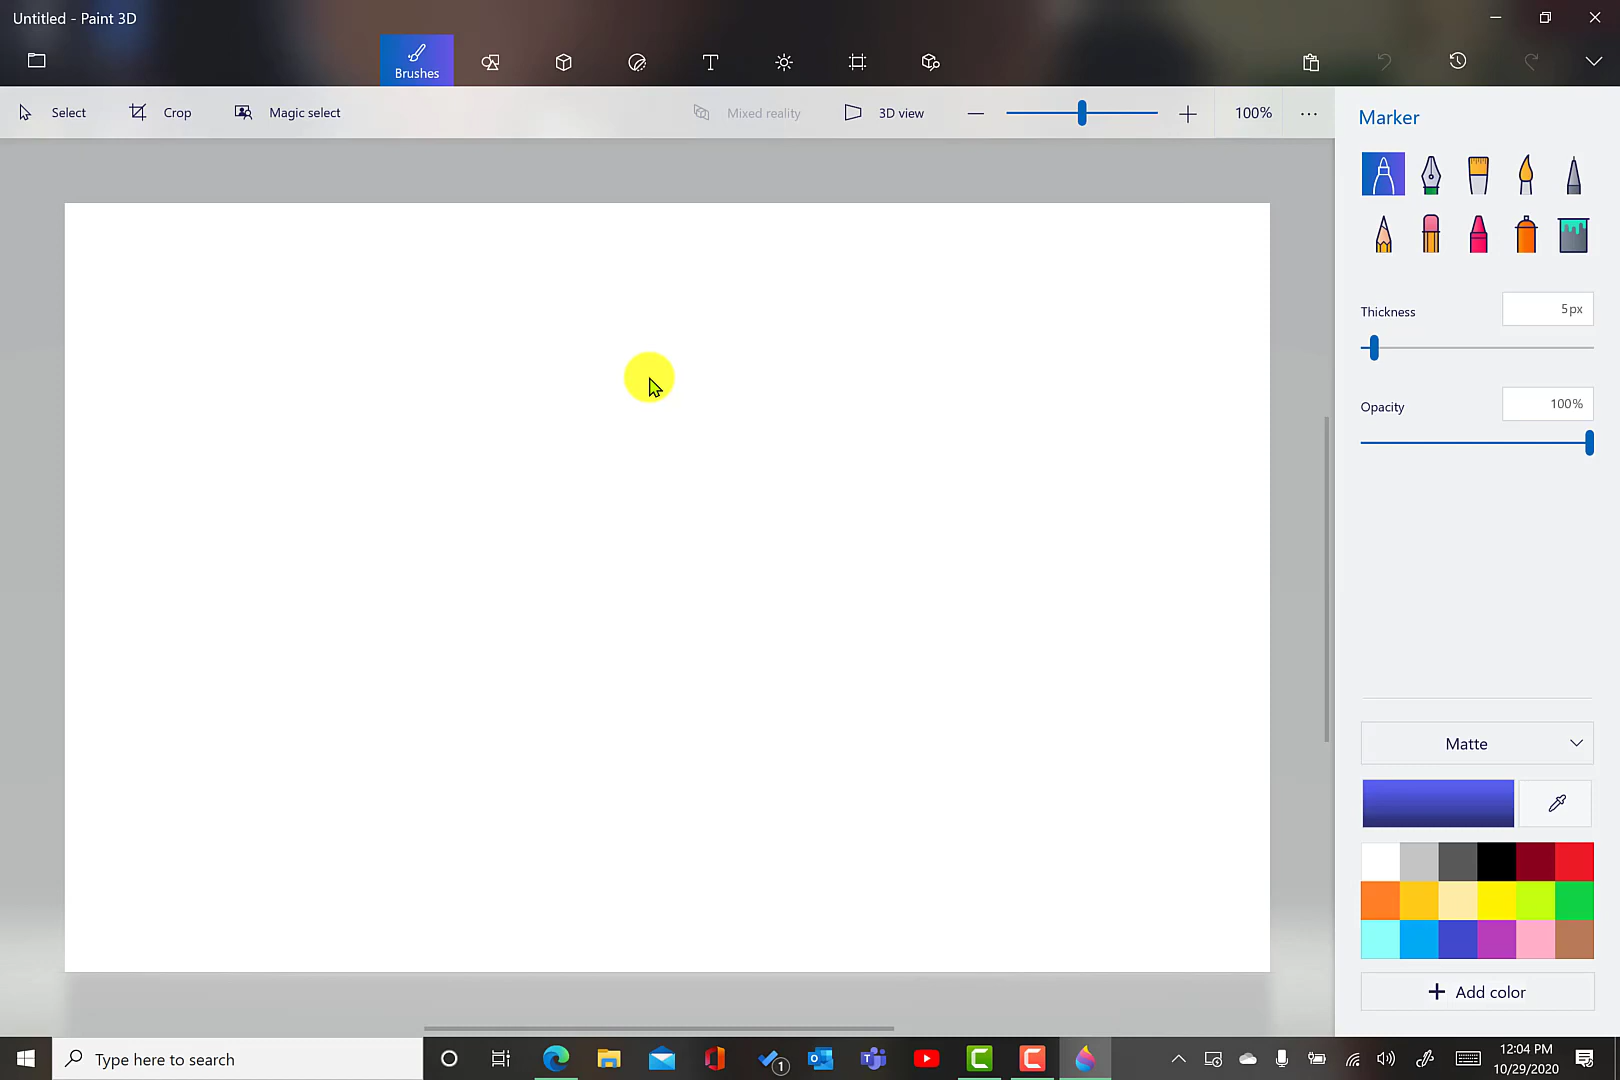 Untitled - Paint 3D
Brushes
Select
Crop
Magic select
Mixed reality
3D view
100%
Marker
Thickness
5px
Opacity
100%
Matte
Add color
Type here to search
1
12:04 PM
10/29/2020